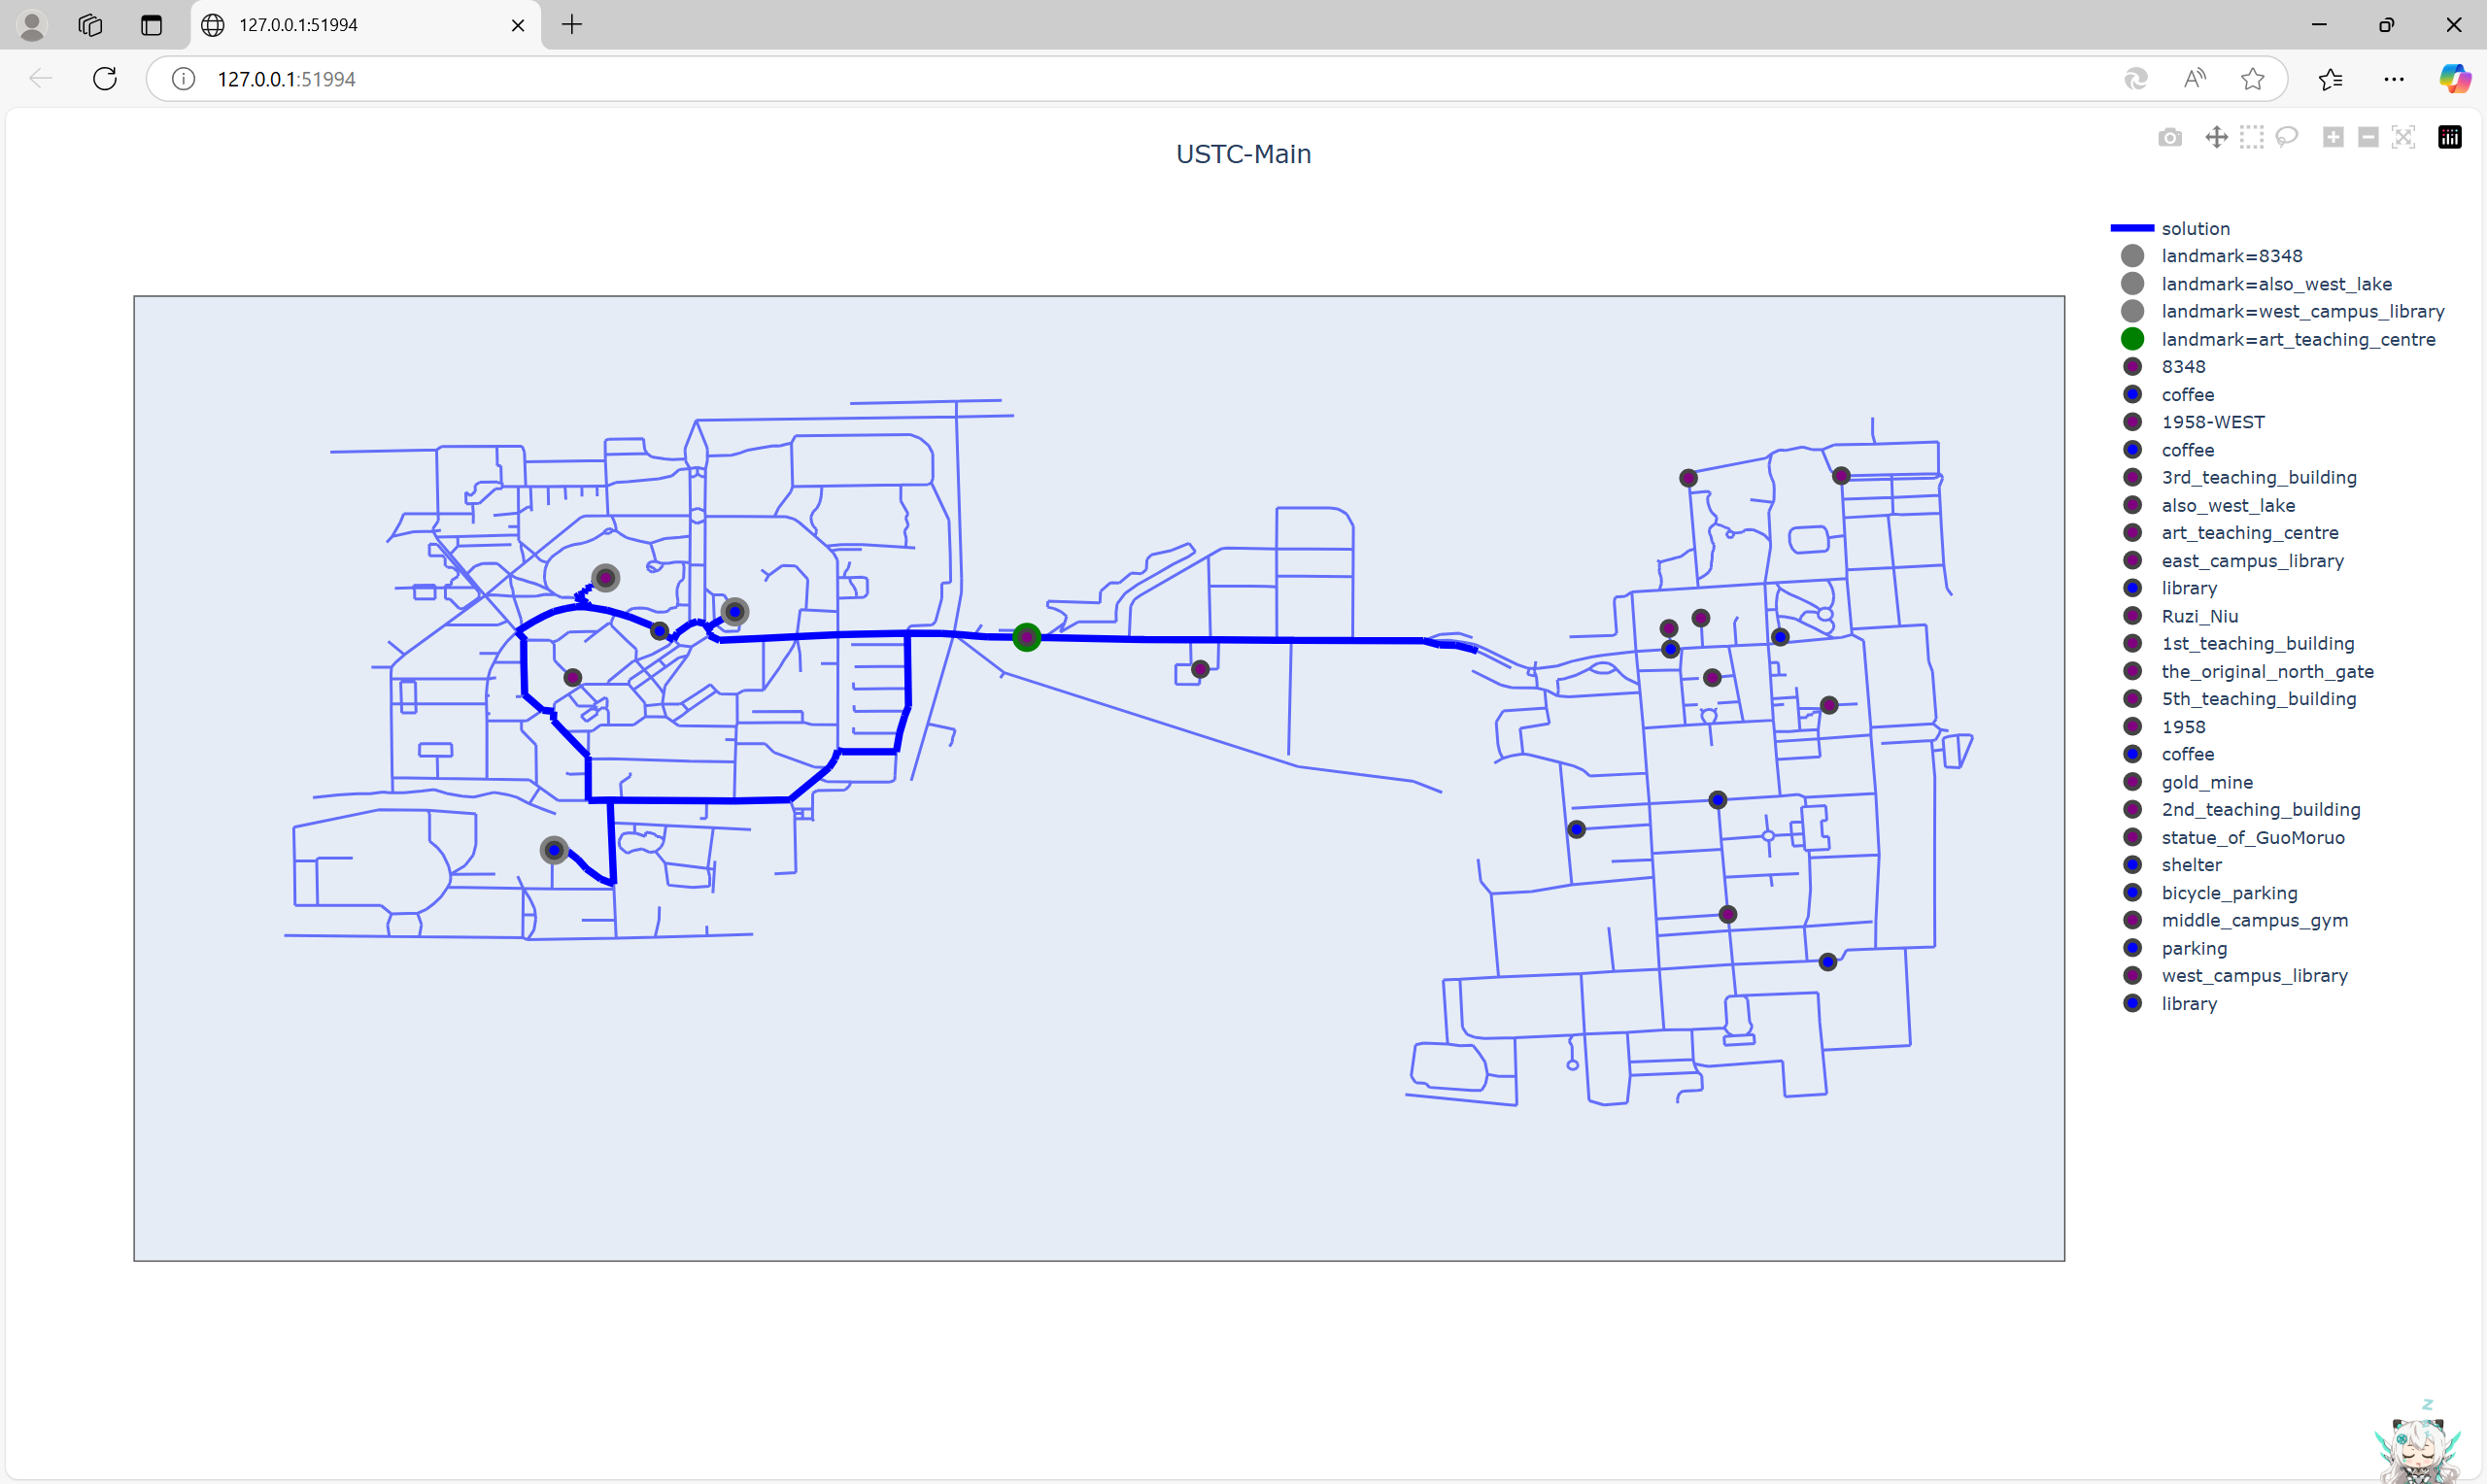 127.0.0.1:51994
127.0.0.1:51994
USTC-Main
solution
landmark=8348
landmark=also_west_lake
landmark=west_campus_library
landmark=art_teaching_centre
8348
coffee
1958-WEST
coffee
3rd_teaching_building
also_west_lake
art_teaching_centre
east_campus_library
library
Ruzi_Niu
1st_teaching_building
the_original_north_gate
5th_teaching_building
1958
coffee
gold_mine
2nd_teaching_building
statue_of_GuoMoruo
shelter
bicycle_parking
middle_campus_gym
parking
west_campus_library
library
z